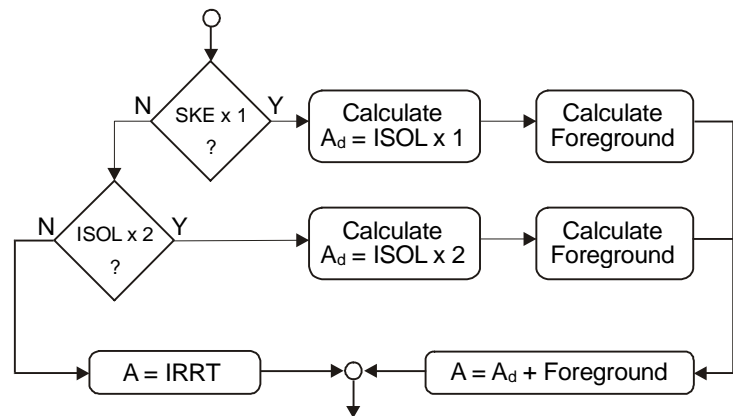 N
SKE x 1
?
Y
Calculate
Ad = ISOL x 1
Calculate
Foreground
N
ISOL x 2
?
Y
Calculate
Ad = ISOL x 2
Calculate
Foreground
A = IRRT
A = Ad + Foreground